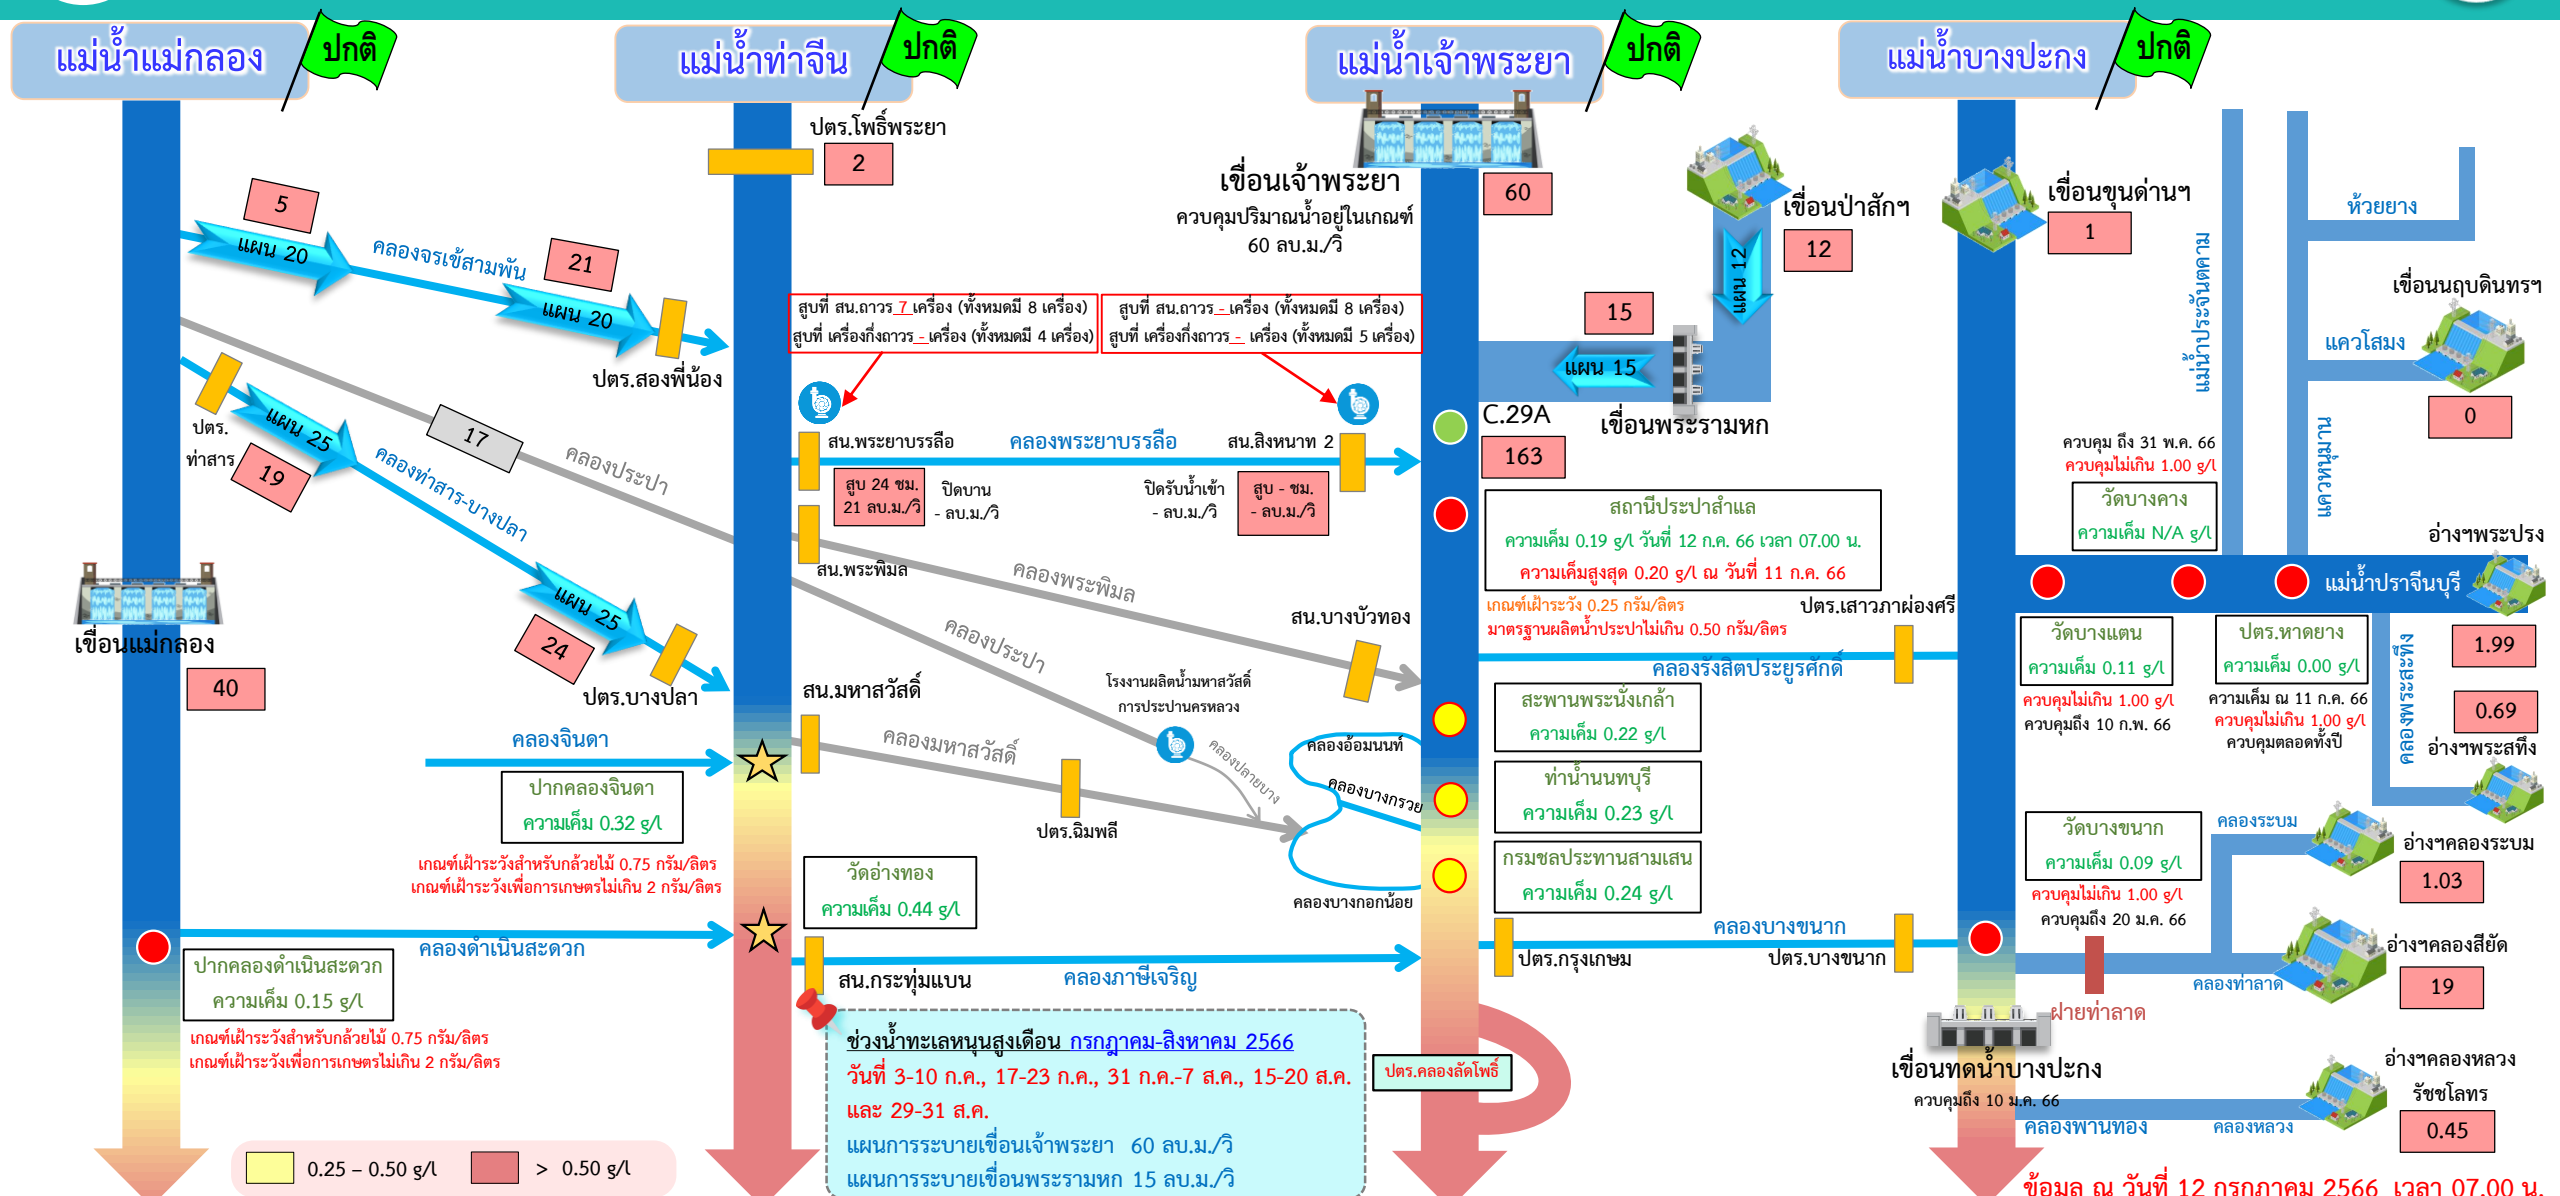 แม่น้ำแม่กลอง
ปกติ
แม่น้ำท่าจีน
ปกติ
แม่น้ำเจ้าพระยา
ปกติ
แม่น้ำบางปะกง
ปกติ
5
แผน 20
คลองจรเข้สามพัน
21
แผน 20
ปตร.สองพี่น้อง
ปตร.
ท่าสาร
แผน 25
19
17
คลองประปา
คลองท่าสาร-บางปลา
แผน 25
24
ปตร.บางปลา
เขื่อนแม่กลอง
40
คลองจินดา
ปากคลองจินดา
ความเค็ม 0.32 g/l
เกณฑ์เฝ้าระวังสำหรับกล้วยไม้ 0.75 กรัม/ลิตร
เกณฑ์เฝ้าระวังเพื่อการเกษตรไม่เกิน 2 กรัม/ลิตร
คลองดำเนินสะดวก
ปากคลองดำเนินสะดวก
ความเค็ม 0.15 g/l
เกณฑ์เฝ้าระวังสำหรับกล้วยไม้ 0.75 กรัม/ลิตร
เกณฑ์เฝ้าระวังเพื่อการเกษตรไม่เกิน 2 กรัม/ลิตร
0.25 – 0.50 g/l
> 0.50 g/l
ปตร.โพธิ์พระยา
2
สูบที่ สน.ถาวร 7 เครื่อง (ทั้งหมดมี 8 เครื่อง)
สูบที่ เครื่องกึ่งถาวร - เครื่อง (ทั้งหมดมี 4 เครื่อง)
สูบที่ สน.ถาวร - เครื่อง (ทั้งหมดมี 8 เครื่อง)
สูบที่ เครื่องกึ่งถาวร - เครื่อง (ทั้งหมดมี 5 เครื่อง)
สน.พระยาบรรลือ
คลองพระยาบรรลือ
สน.สิงหนาท 2
สูบ 24 ชม.
21 ลบ.ม./วิ
ปิดบาน
- ลบ.ม./วิ
ปิดรับน้ำเข้า
- ลบ.ม./วิ
สูบ - ชม.
- ลบ.ม./วิ
สน.พระพิมล
คลองพระพิมล
สน.บางบัวทอง
คลองประปา
โรงงานผลิตน้ำมหาสวัสดิ์
การประปานครหลวง
สน.มหาสวัสดิ์
คลองมหาสวัสดิ์
ปตร.ฉิมพลี
คลองปลายบาง
คลองอ้อมนนท์
คลองบางกรวย
คลองบางกอกน้อย
วัดอ่างทอง
ความเค็ม 0.44 g/l
สน.กระทุ่มแบน
คลองภาษีเจริญ
ช่วงน้ำทะเลหนุนสูงเดือน กรกฎาคม-สิงหาคม 2566
วันที่ 3-10 ก.ค., 17-23 ก.ค., 31 ก.ค.-7 ส.ค., 15-20 ส.ค.
และ 29-31 ส.ค.
แผนการระบายเขื่อนเจ้าพระยา 60 ลบ.ม./วิ
แผนการระบายเขื่อนพระรามหก 15 ลบ.ม./วิ
ปตร.คลองลัดโพธิ์
เขื่อนเจ้าพระยา
ควบคุมปริมาณน้ำอยู่ในเกณฑ์
60 ลบ.ม./วิ
60
เขื่อนป่าสักฯ
12
แผน 12
15
แผน 15
เขื่อนพระรามหก
C.29A
163
สถานีประปาสำแล
ความเค็ม 0.19 g/l วันที่ 12 ก.ค. 66 เวลา 07.00 น.
ความเค็มสูงสุด 0.20 g/l ณ วันที่ 11 ก.ค. 66
เกณฑ์เฝ้าระวัง 0.25 กรัม/ลิตร
มาตรฐานผลิตน้ำประปาไม่เกิน 0.50 กรัม/ลิตร
ปตร.เสาวภาผ่องศรี
คลองรังสิตประยูรศักดิ์
สะพานพระนั่งเกล้า
ความเค็ม 0.22 g/l
ท่าน้ำนนทบุรี
ความเค็ม 0.23 g/l
กรมชลประทานสามเสน
ความเค็ม 0.24 g/l
คลองบางขนาก
ปตร.กรุงเกษม
ปตร.บางขนาก
เขื่อนขุนด่านฯ
1
แม่น้ำประจันตคาม
ห้วยยาง
เขื่อนนฤบดินทรฯ
แควโสมง
0
แควหนุมาน
ควบคุม ถึง 31 พ.ค. 66
ควบคุมไม่เกิน 1.00 g/l
วัดบางคาง
ความเค็ม N/A g/l
อ่างฯพระปรง
แม่น้ำปราจีนบุรี
1.99
วัดบางแตน
ความเค็ม 0.11 g/l
ควบคุมไม่เกิน 1.00 g/l
ควบคุมถึง 10 ก.พ. 66
ปตร.หาดยาง
ความเค็ม 0.00 g/l
ความเค็ม ณ 11 ก.ค. 66
ควบคุมไม่เกิน 1.00 g/l
ควบคุมตลอดทั้งปี
คลองพระสะทึง
0.69
อ่างฯพระสทึง
วัดบางขนาก
ความเค็ม 0.09 g/l
ควบคุมไม่เกิน 1.00 g/l
ควบคุมถึง 20 ม.ค. 66
คลองระบม
อ่างฯคลองระบม
1.03
อ่างฯคลองสียัด
19
คลองท่าลาด
ฝายท่าลาด
เขื่อนทดน้ำบางปะกง
ควบคุมถึง 10 ม.ค. 66
คลองพานทอง
คลองหลวง
อ่างฯคลองหลวง
รัชชโลทร
0.45
ข้อมูล ณ วันที่ 12 กรกฎาคม 2566 เวลา 07.00 น.